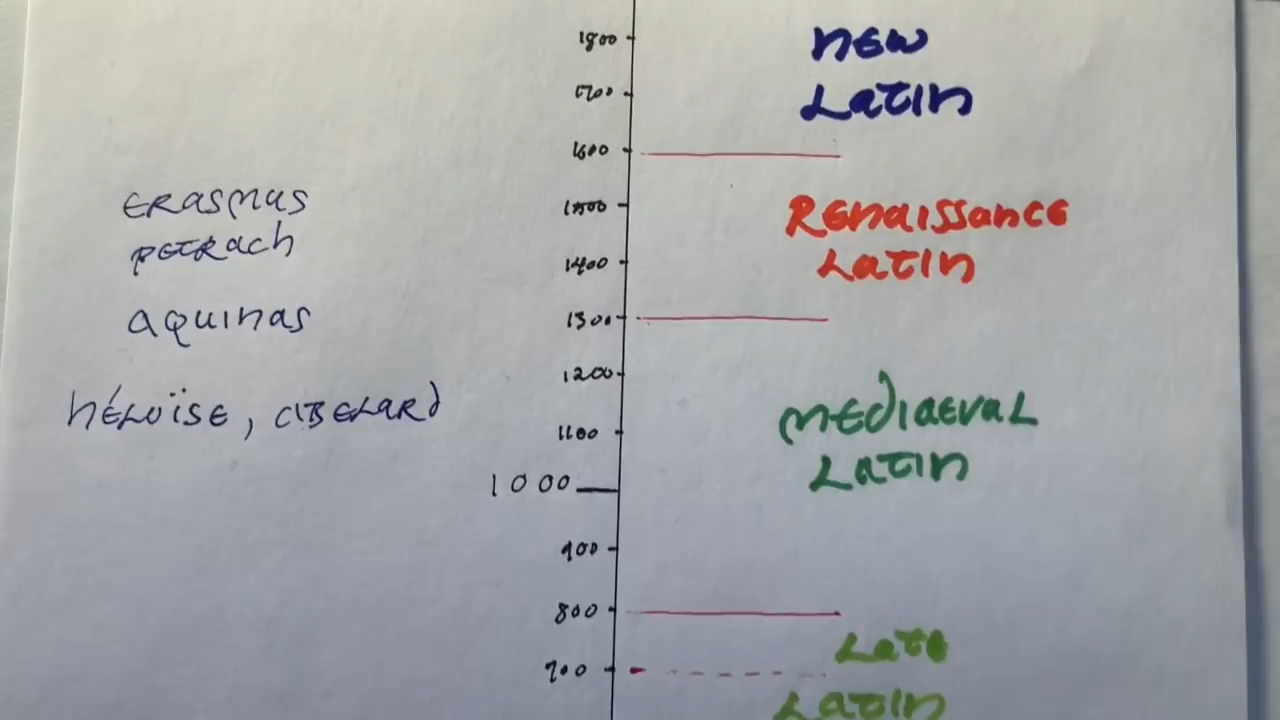 1800
NEW
1700
LATIN
1600
ERASMUS
1500
RENAISSANCE
PETRACH
1400
LATIN
AQUINAS
1300
1200
HÉLOÏSE, ABELARD
MEDIAEVAL
1100
LATIN
1000
900
800
LATE
700
LATIN